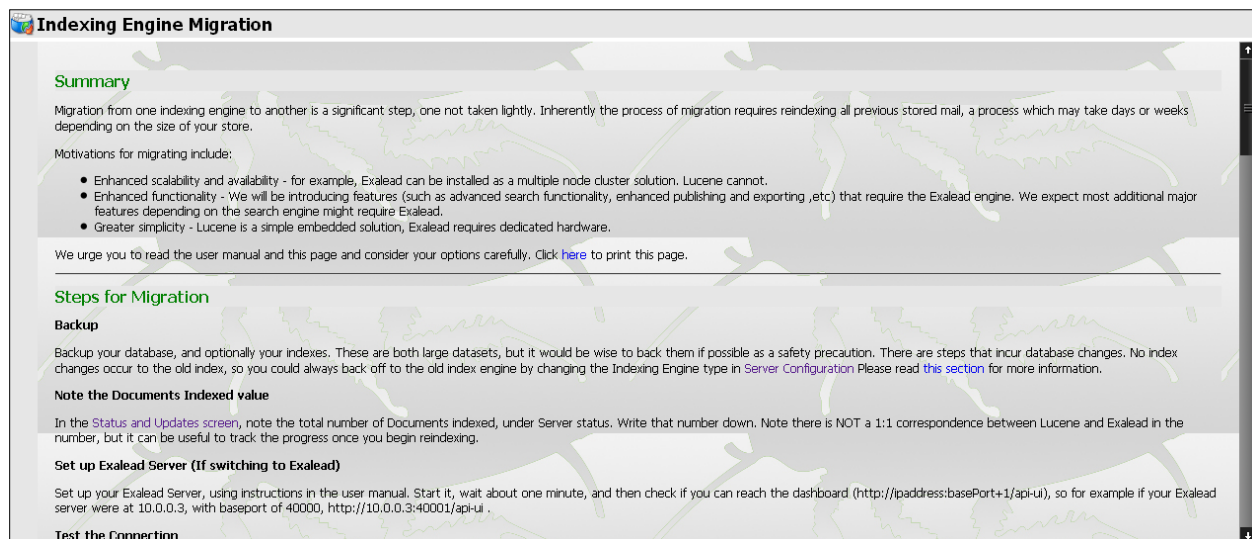 Indexing Engine Migration
Summary
Migration from one indexing engine to another is a significant step, one not taken lightly. Inherently the process of migration requires reindexing all previous stored mail, a process which may take days or weeks
depending on the size of your store.
Motivations for migrating include:
• Enhanced scalability and availability - for example, Exalead can be installed as a multiple node cluster solution. Lucene cannot.
• Enhanced functionality - We will be introducing features (such as advanced search functionality, enhanced publishing and exporting ,etc) that require the Exalead engine. We expect most additional major
features depending on the search engine might require Exalead.
• Greater simplicity - Lucene is a simple embedded solution, Exalead requires dedicated hardware.
We urge you to read the user manual and this page and consider your options carefully. Click here to print this page.
Steps for Migration
Backup
Backup your database, and optionally your indexes. These are both large datasets, but it would be wise to back them if possible as a safety precaution. There are steps that incur database changes. No index
changes occur to the old index, so you could always back off to the old index engine by changing the Indexing Engine type in Server Configuration Please read this section for more information.
Note the Documents Indexed value
In the Status and Updates screen, note the total number of Documents indexed, under Server status. Write that number down. Note there is NOT a 1:1 correspondence between Lucene and Exalead in the
number, but it can be useful to track the progress once you begin reindexing.
Set up Exalead Server (If switching to Exalead)
Set up your Exalead Server, using instructions in the user manual. Start it, wait about one minute, and then check if you can reach the dashboard (http://ipaddress:basePort+1/api-ui), so for example if your Exalead
server were at 10.0.0.3, with baseport of 40000, http://10.0.0.3:40001/api-ui .
Test the Connection